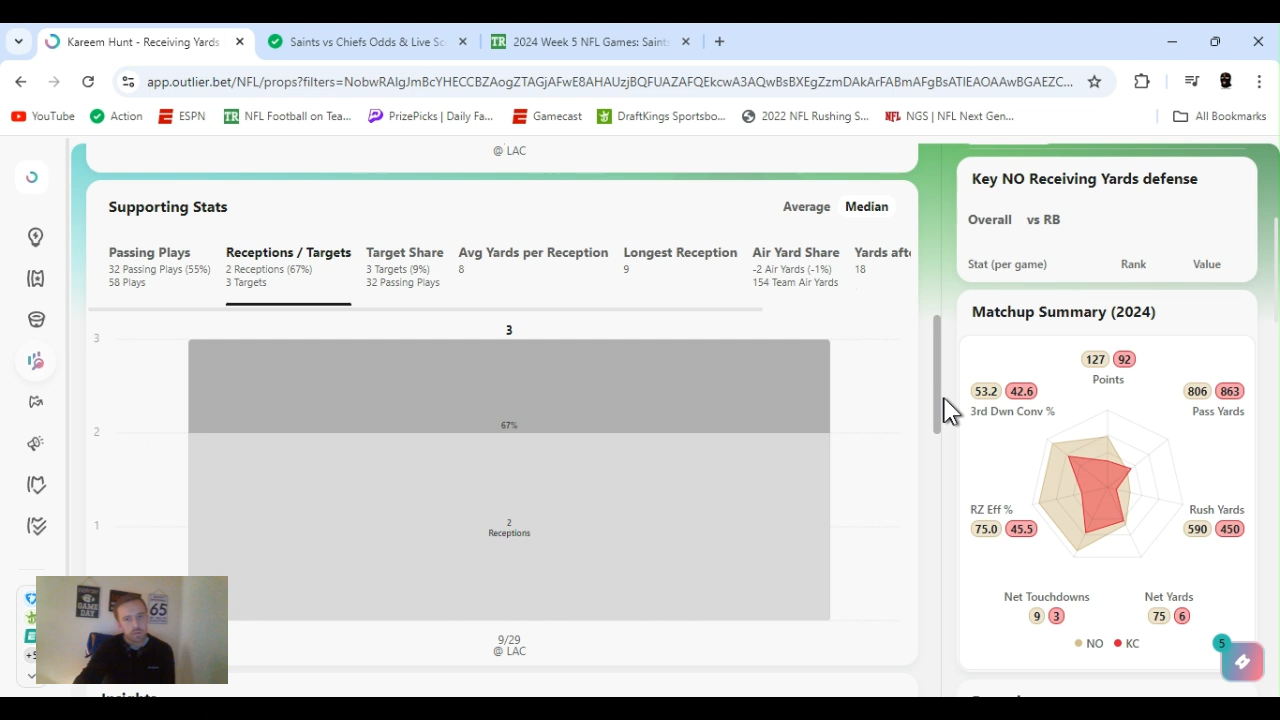 Kareem Hunt - Receiving Yards
Saints vs Chiefs Odds & Live Sc
2024 Week 5 NFL Games: Saint
app.outlier.bet/NFL/props?filters=NobwRAlgJmBcYHECCBZAogZTAGjAFwE8AHAUzjBQFUAZAFQEkcwA3AQwBsBXEgZzmDAkArFABmAFgBsATIEAOAAwBGAEZC...
YouTube
Action
ESPN
NFL Football on Tea...
PrizePicks | Daily Fa...
Gamecast
DraftKings Sportsbo...
2022 NFL Rushing S...
NGS | NFL Next Gen...
All Bookmarks
@ LAC
Supporting Stats
Average Median
Passing Plays
32 Passing Plays (55%)
58 Plays
Receptions / Targets
2 Receptions (67%)
3 Targets
Target Share
3 Targets (9%)
32 Passing Plays
Avg Yards per Reception
8
Longest Reception
9
Air Yard Share
-2 Air Yards (-1%)
154 Team Air Yards
Yards aft
18
3
3
2
67%
1
2
Receptions
9/29
@ LAC
Insights
Key NO Receiving Yards defense
Overall vs RB
Stat (per game) Rank Value
Matchup Summary (2024)
127 92
Points
53.2 42.6
3rd Dwn Conv %
806 863
Pass Yards
RZ Eff %
75.0 45.5
Rush Yards
590 450
Net Touchdowns
9 3
Net Yards
75 6
NO KC
5
GAME
DAY
65